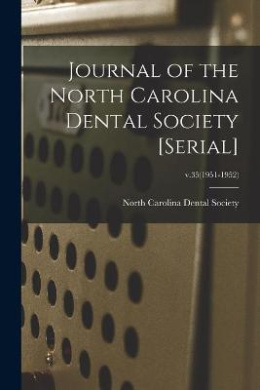 JOURNAL OF THE
NORTH CAROLINA
DENTAL SOCIETY
[SERIAL]
v.35(1951-1952)
North Carolina Dental Society